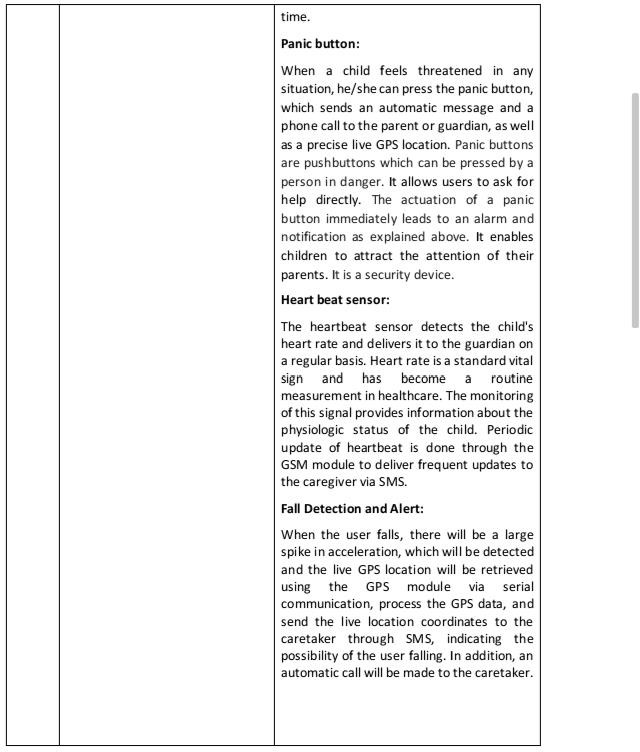 time.
Panic button:
When a child feels threatened in any
situation, he/she can press the panic button,
which sends an automatic message and a
phone call to the parent or guardian, as well
as a precise live GPS location. Panic buttons
are pushbuttons which can be pressed by a
person in danger. It allows users to ask for
help directly. The actuation of a panic
button immediately leads to an alarm and
notification as explained above. It enables
children to attract the attention of their
parents. It is a security device.
Heart beat sensor:
The heartbeat sensor detects the child's
heart rate and delivers it to the guardian on
a regular basis. Heart rate is a standard vital
sign and has become a routine
measurement in healthcare. The monitoring
of this signal provides information about the
physiologic status of the child. Periodic
update of heartbeat is done through the
GSM module to deliver frequent updates to
the caregiver via SMS.
Fall Detection and Alert:
When the user falls, there will be a large
spike in acceleration, which will be detected
and the live GPS location will be retrieved
using the GPS module via serial
communication, process the GPS data, and
send the live location coordinates to the
caretaker through SMS, indicating the
possibility of the user falling. In addition, an
automatic call will be made to the caretaker.